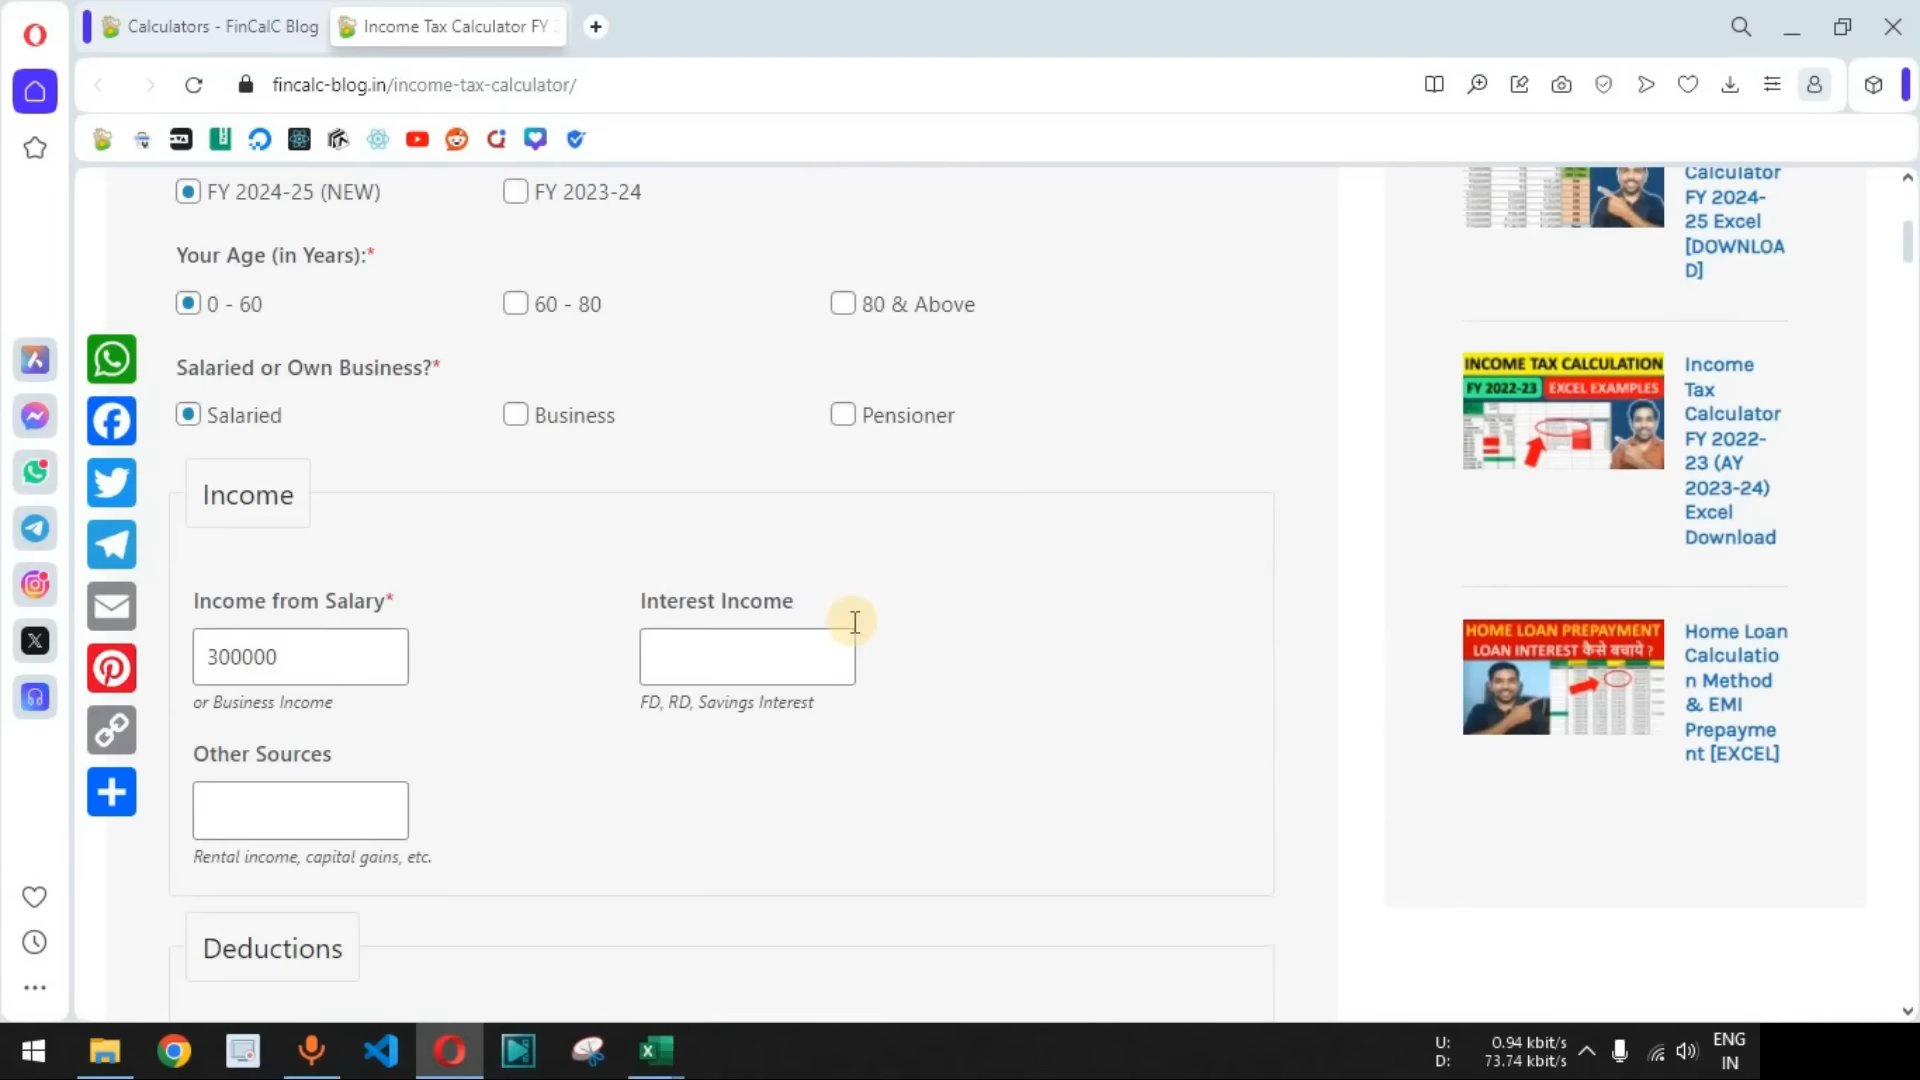 Calculators - FinCalC Blog
Income Tax Calculator FY
fincalc-blog.in/income-tax-calculator/
FY 2024-25 (NEW)
FY 2023-24
Your Age (in Years):*
0 - 60
60 - 80
80 & Above
Salaried or Own Business?*
Salaried
Business
Pensioner
Income
Income from Salary*
Interest Income
300000
or Business Income
FD, RD, Savings Interest
Other Sources
Rental income, capital gains, etc.
Deductions
Calculator
FY 2024-
25 Excel
[DOWNLOA
D]
INCOME TAX CALCULATION
FY 2022-23 EXCEL EXAMPLES
Income
Tax
Calculator
FY 2022-
23 (AY
2023-24)
Excel
Download
HOME LOAN PREPAYMENT
LOAN INTEREST कैसे बचाये ?
Home Loan
Calculatio
n Method
& EMI
Prepayme
nt [EXCEL]
U: 0.94 kbit/s
D: 73.74 kbit/s
ENG
IN